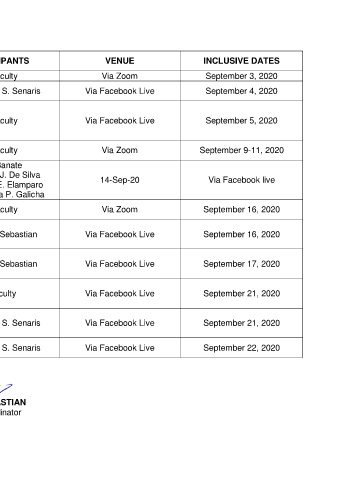 IPANTS VENUE INCLUSIVE DATES
culty Via Zoom September 3, 2020
S. Senaris Via Facebook Live September 4, 2020
culty Via Facebook Live September 5, 2020
culty Via Zoom September 9-11, 2020
Banate
J. De Silva
E. Elamparo
a P. Galicha
14-Sep-20 Via Facebook live
culty Via Zoom September 16, 2020
Sebastian Via Facebook Live September 16, 2020
Sebastian Via Facebook Live September 17, 2020
culty Via Facebook Live September 21, 2020
S. Senaris Via Facebook Live September 21, 2020
S. Senaris Via Facebook Live September 22, 2020
ASTIAN
dinator